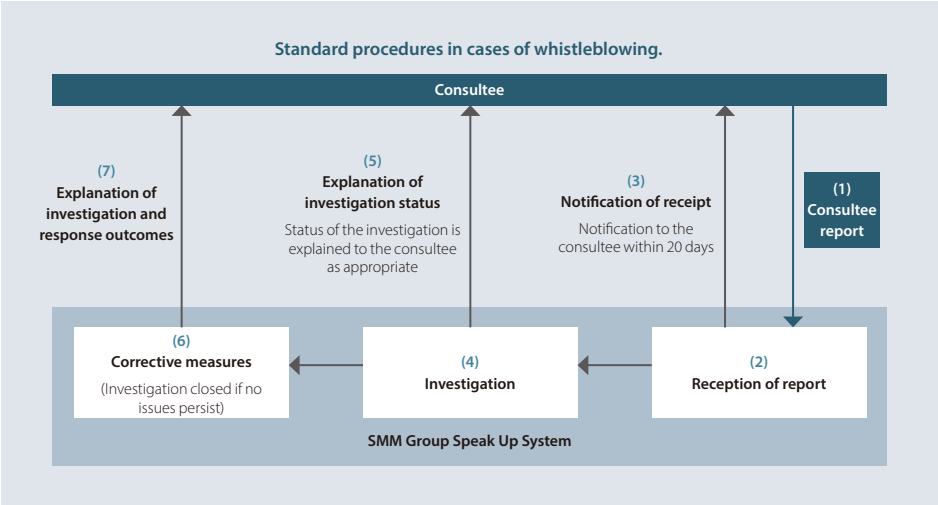 Standard procedures in cases of whistleblowing.
Consultee
(7)
Explanation of
investigation and
response outcomes
(5)
Explanation of
investigation status
Status of the investigation is
explained to the consultee
as appropriate
(3)
Notification of receipt
Notification to the
consultee within 20 days
(1)
Consultee
report
(6)
Corrective measures
(Investigation closed if no
issues persist)
(4)
Investigation
(2)
Reception of report
SMM Group Speak Up System